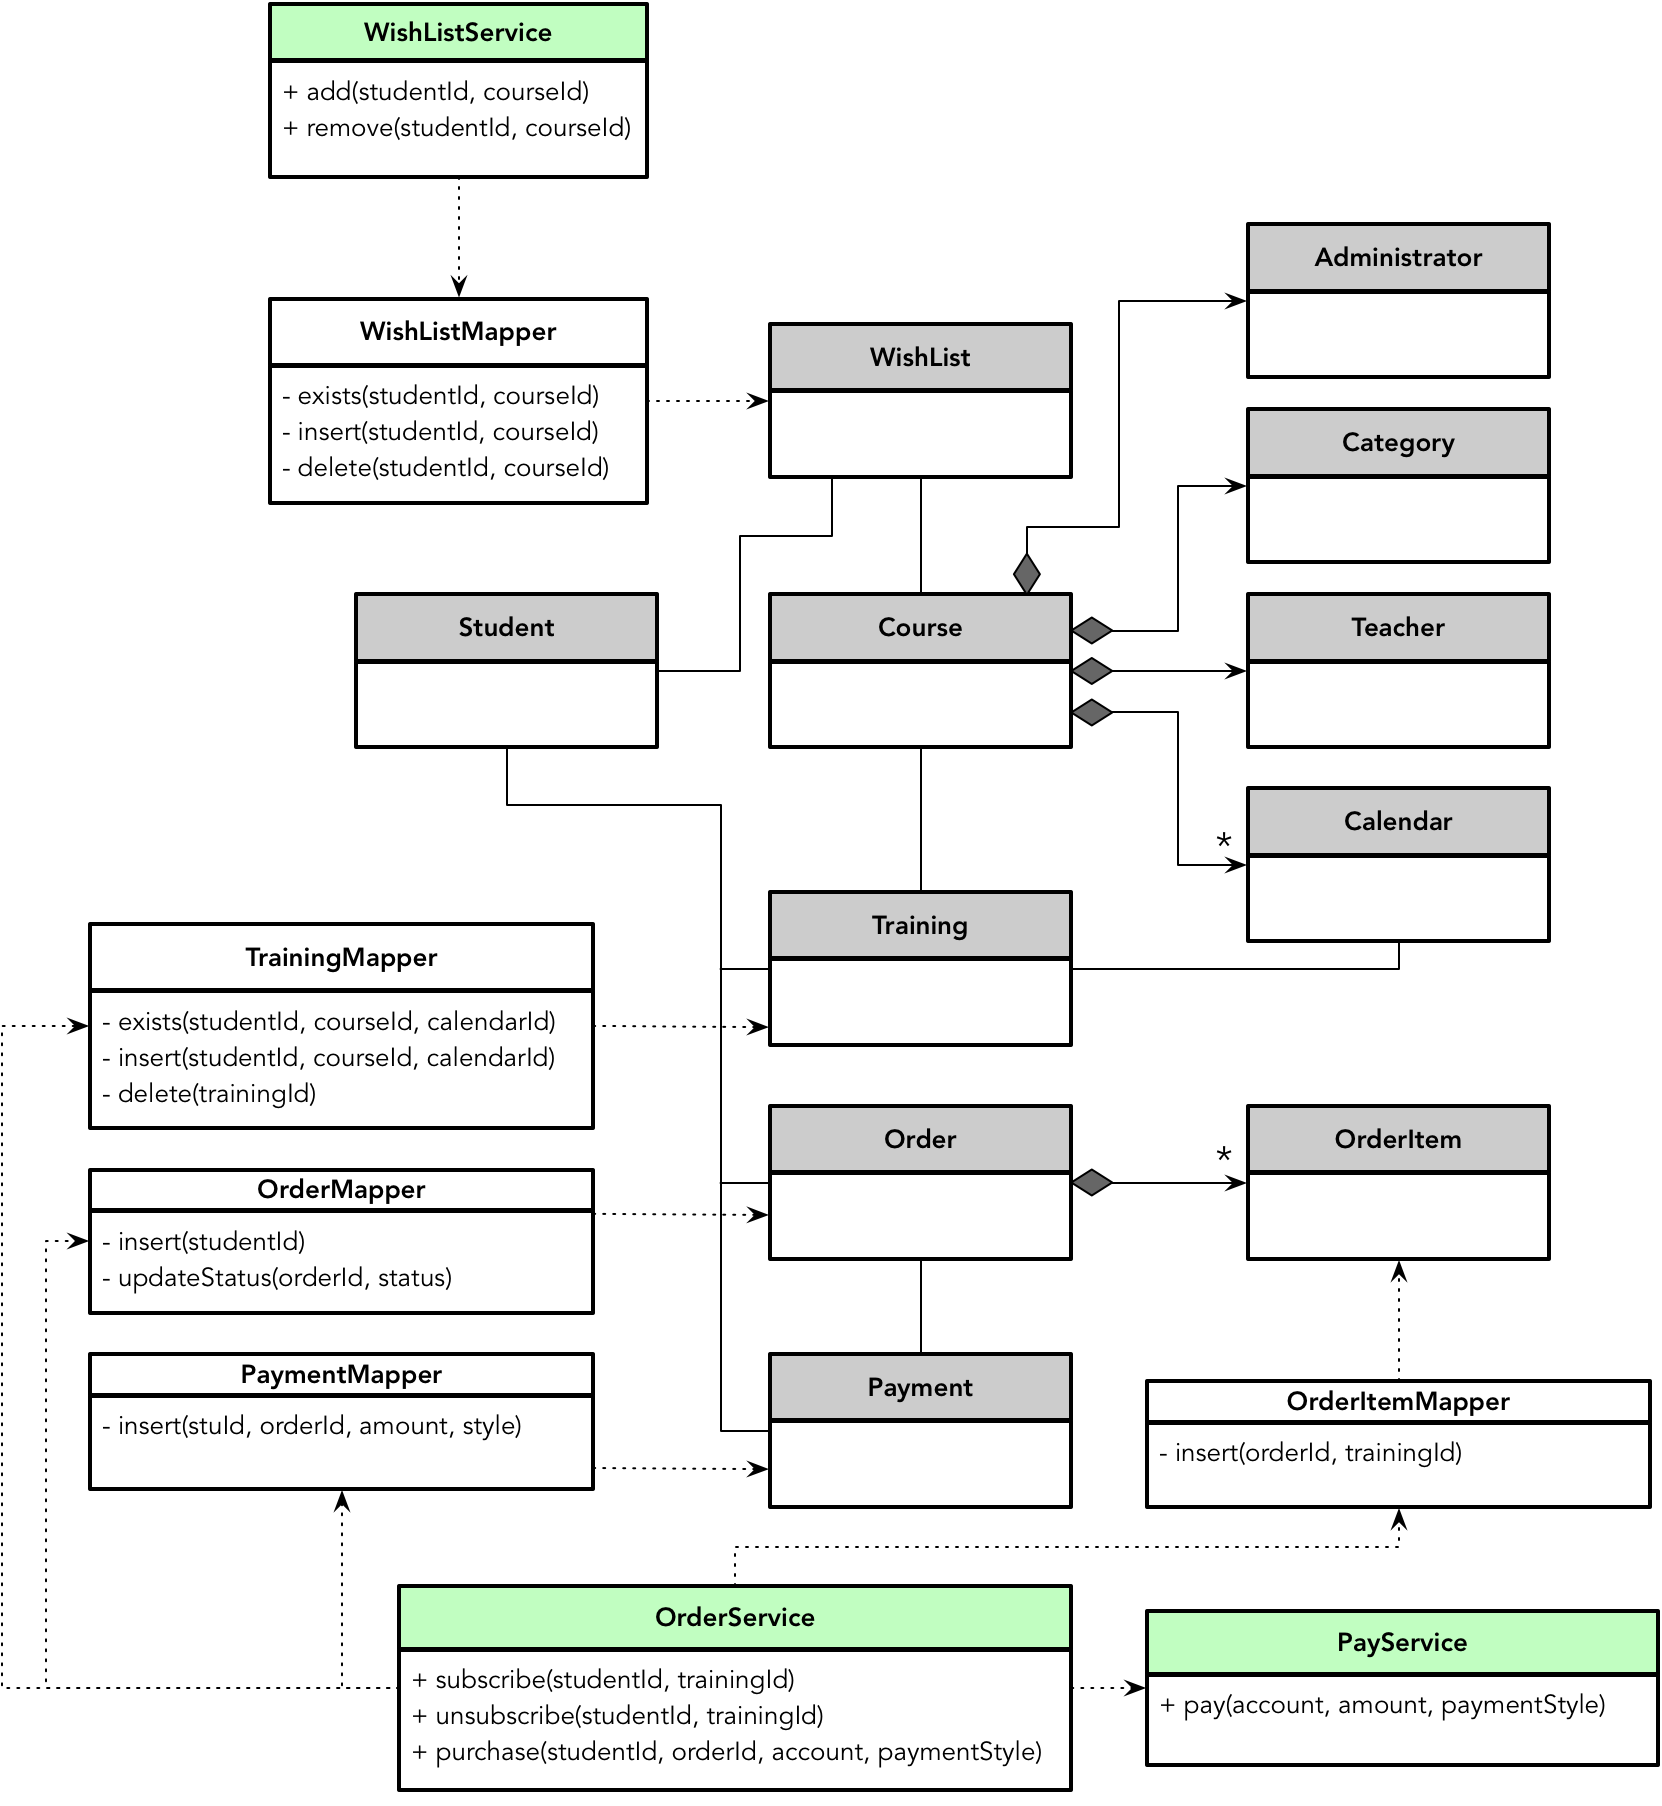 WishListService
+ add(studentId, courseId)
+ remove(studentId, courseId)
Administrator
WishListMapper
- exists(studentId, courseId)
- insert(studentId, courseId)
- delete(studentId, courseId)
WishList
Category
Student
Course
Teacher
Calendar
*
Training
TrainingMapper
- exists(studentId, courseId, calendarId)
- insert(studentId, courseId, calendarId)
- delete(trainingId)
Order
*
OrderItem
OrderMapper
- insert(studentId)
- updateStatus(orderId, status)
PaymentMapper
- insert(stuId, orderId, amount, style)
Payment
OrderItemMapper
- insert(orderId, trainingId)
OrderService
+ subscribe(studentId, trainingId)
+ unsubscribe(studentId, trainingId)
+ purchase(studentId, orderId, account, paymentStyle)
PayService
+ pay(account, amount, paymentStyle)